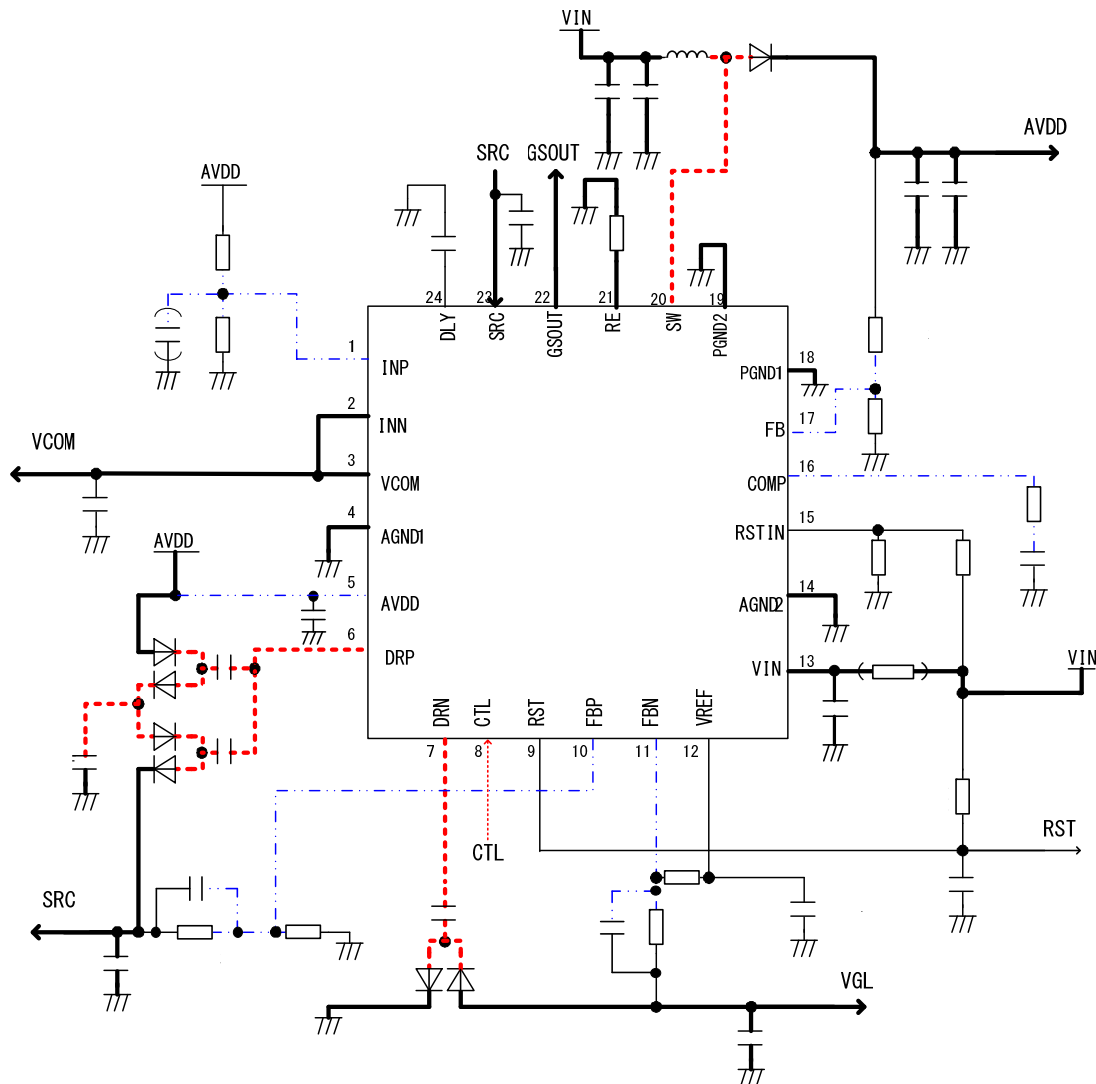 VIN
AVDD
SRC GSOUT
AVDD
24 23 22 21 20 19
DLY SRC GSOUT RE SW PGND2
1 INP
PGND1 18
2 INN
FB 17
VCOM
3 VCOM
COMP 16
4 AGND1
RSTIN 15
AVDD
5 AVDD
AGND2 14
6 DRP
VIN 13
VIN
DRN CTL RST FBP FBN VREF
7 8 9 10 11 12
RST
CTL
SRC
VGL